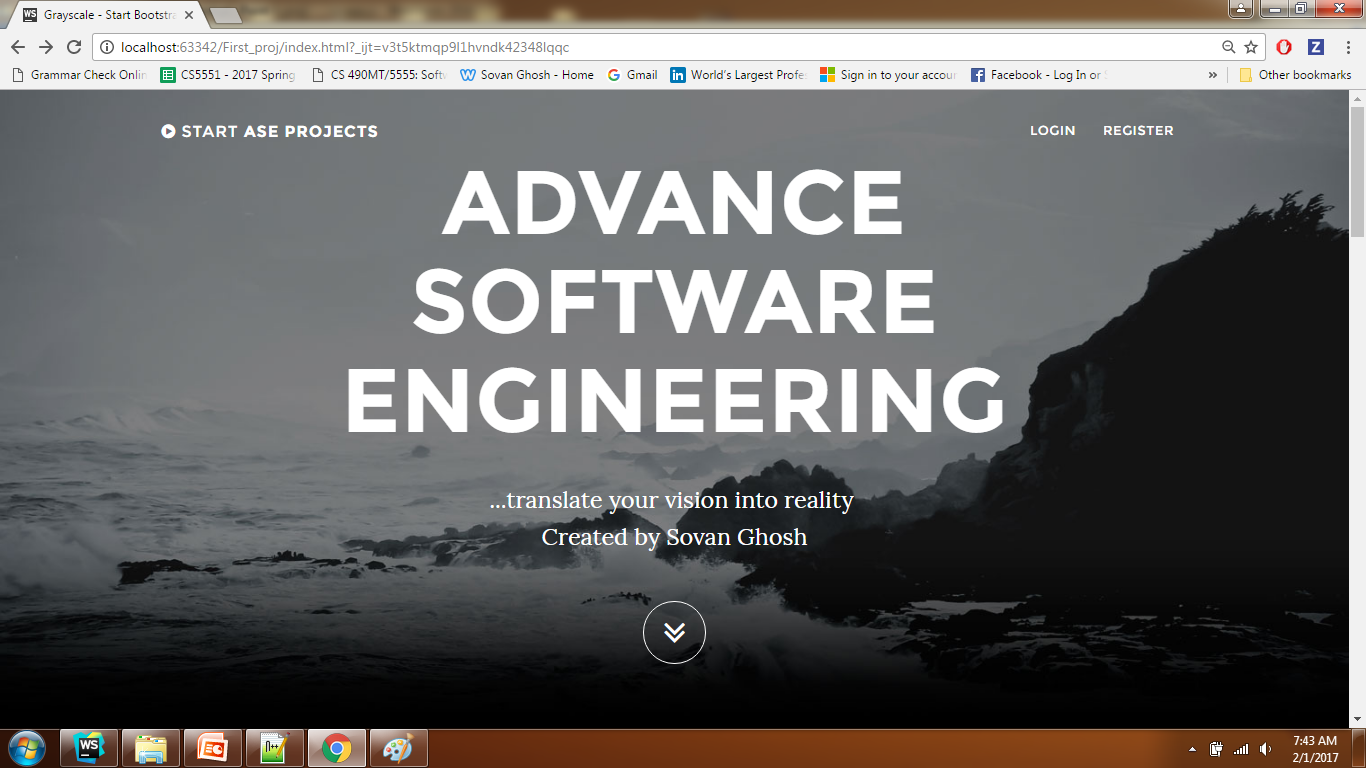 Grayscale - Start Bootstra
localhost:63342/First_proj/index.html?_ijt=v3t5ktmqp9l1hvndk42348lqqc
Grammar Check Onlin CS5551 - 2017 Spring CS 490MT/5555: Softw Sovan Ghosh - Home Gmail World's Largest Profe Sign in to your accour Facebook - Log In or S » Other bookmarks
START ASE PROJECTS LOGIN REGISTER
ADVANCE
SOFTWARE
ENGINEERING
...translate your vision into reality
Created by Sovan Ghosh
7:43 AM
2/1/2017